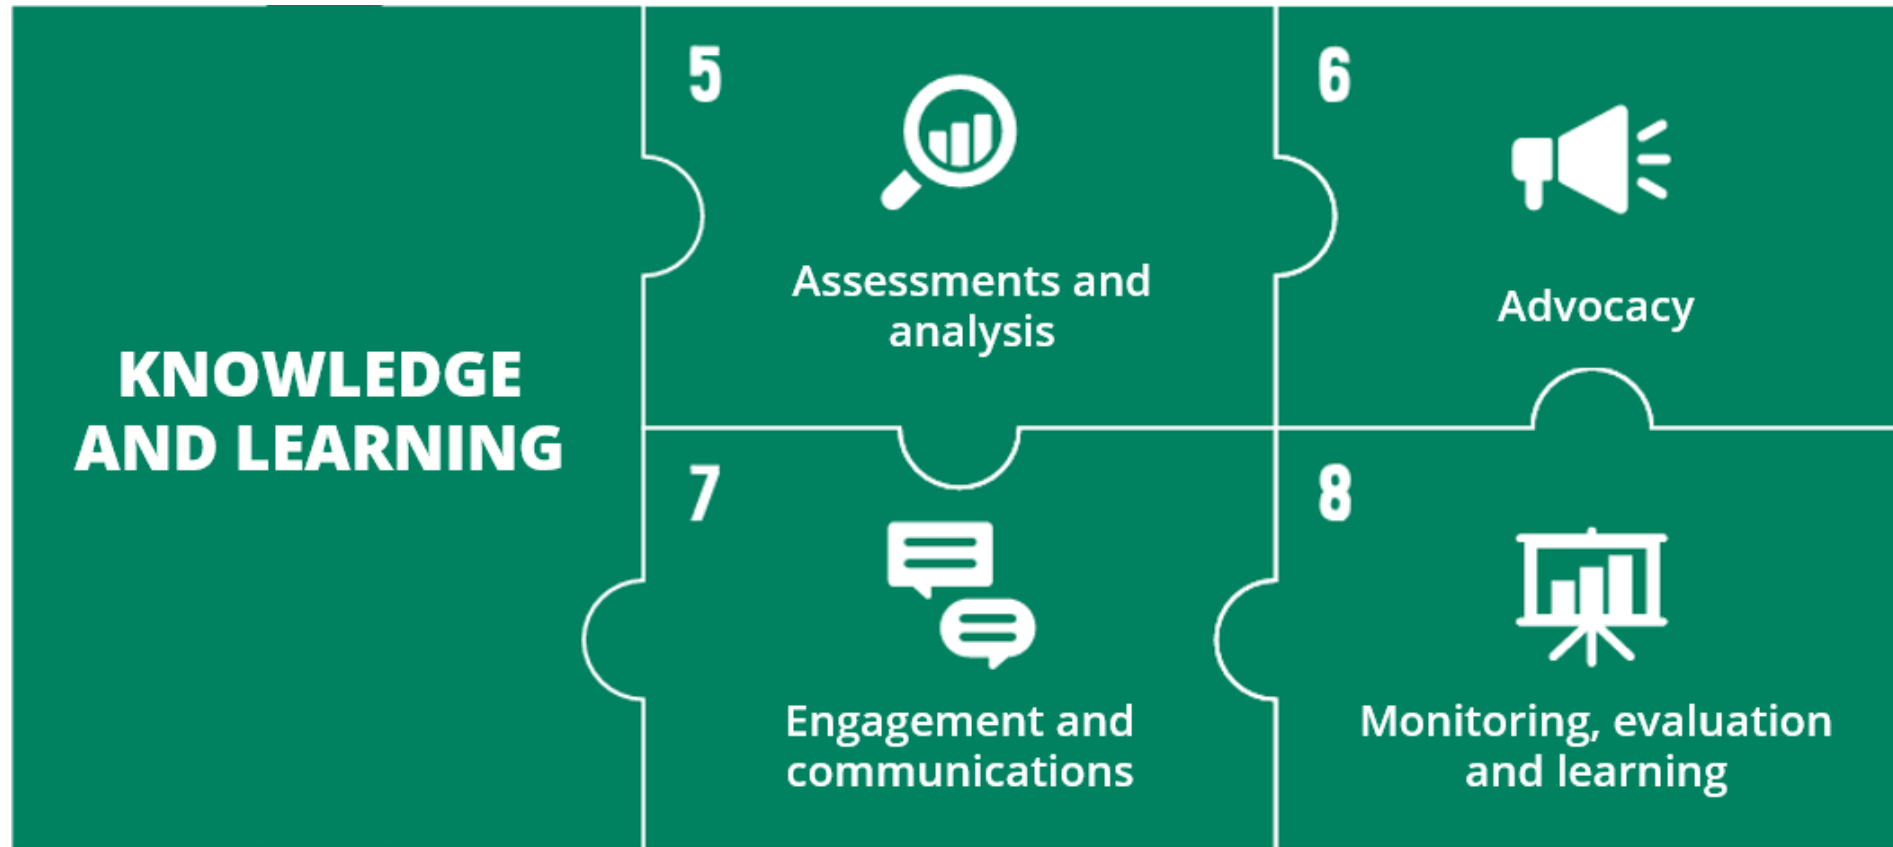 KNOWLEDGE
AND LEARNING
5
Assessments and
analysis
6
Advocacy
7
Engagement and
communications
8
Monitoring, evaluation
and learning